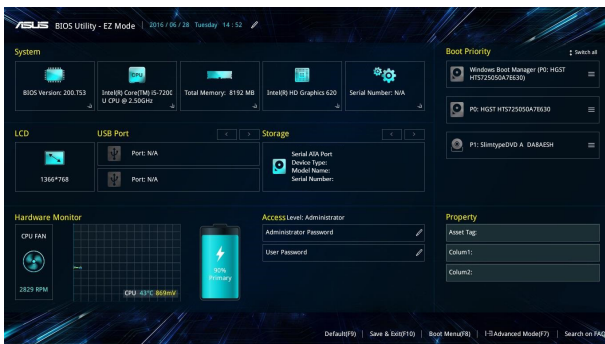 ASUS BIOS Utility - EZ Mode 2016 / 06 / 28 Tuesday 14 : 52
System
BIOS Version: 200.T53
Intel(R) Core(TM) i5-720C
U CPU @ 2.50GHz
Total Memory: 8192 MB
Intel(R) HD Graphics 620
Serial Number: N/A
Boot Priority
Switch all
Windows Boot Manager (P0: HGST
HTS725050A7E630)
P0: HGST HTS725050A7E630
P1: SlimtypeDVD A DA8AESH
LCD
1366*768
USB Port
Port: N/A
Port: N/A
Storage
Serial ATA Port
Device Type:
Model Name:
Serial Number:
Hardware Monitor
CPU FAN
2829 RPM
CPU 43°C 869mV
90%
Primary
Access Level: Administrator
Administrator Password
User Password
Property
Asset Tag:
Colum1:
Colum2:
Default(F9) | Save & Exit(F10) | Boot Menu(F8) | Advanced Mode(F7) | Search on FAQ